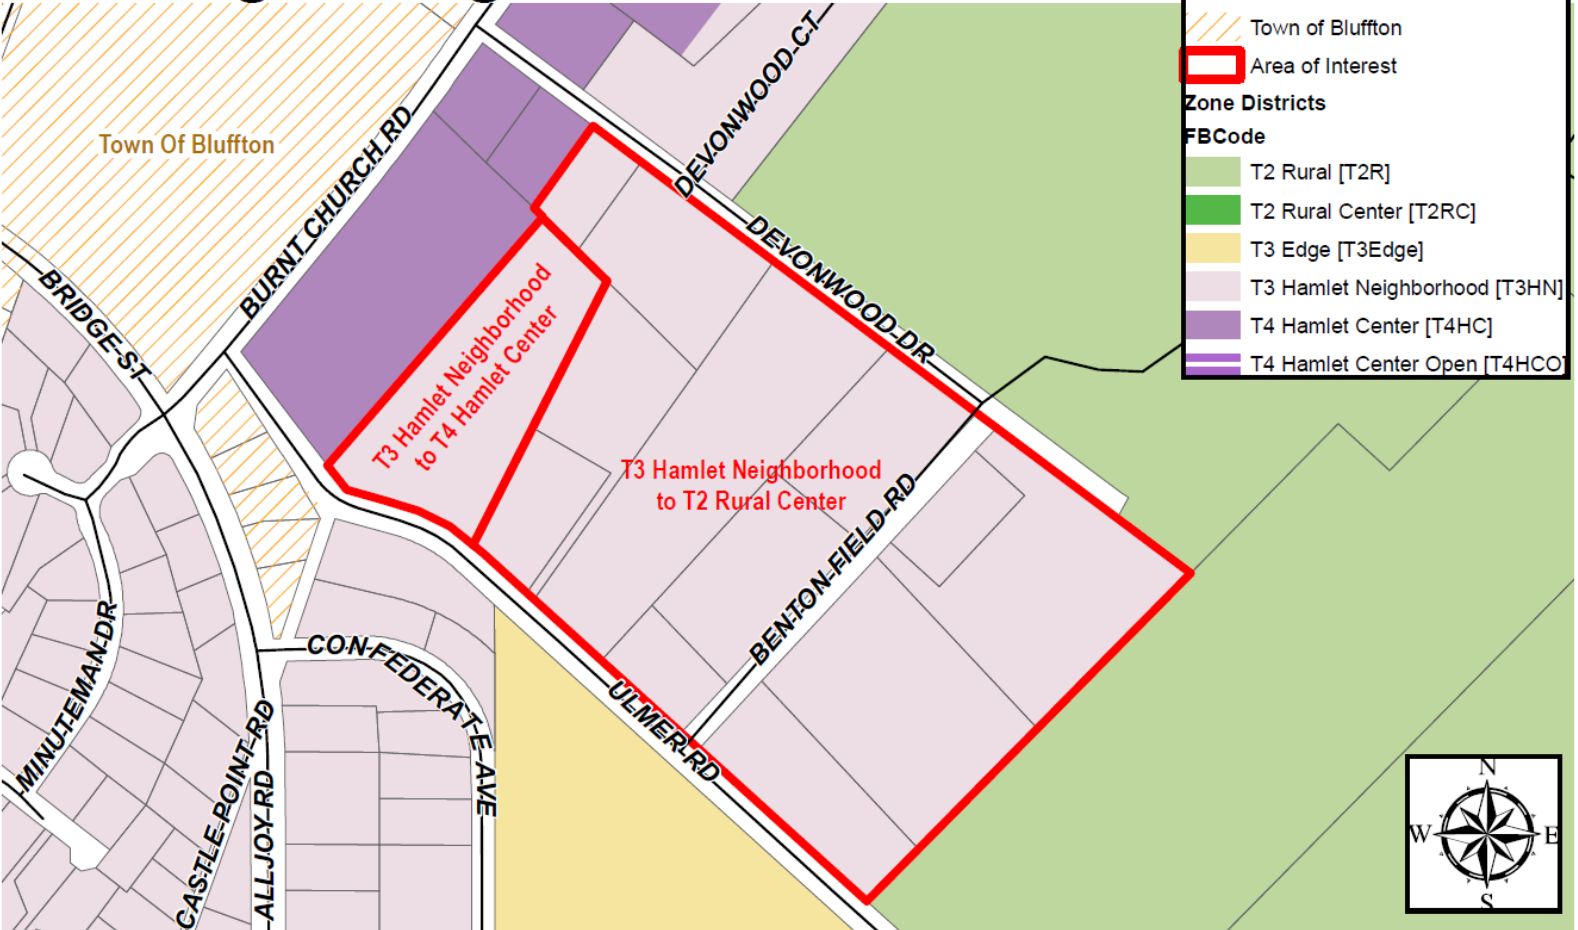 Town of Bluffton
Area of Interest
Zone Districts
FBCode
T2 Rural [T2R]
T2 Rural Center [T2RC]
T3 Edge [T3Edge]
T3 Hamlet Neighborhood [T3HN]
T4 Hamlet Center [T4HC]
T4 Hamlet Center Open [T4HCO]
Town Of Bluffton
BURNT CHURCH RD
BRIDGE ST
DEVONWOOD CT
DEVONWOOD DR
T3 Hamlet Neighborhood
to T4 Hamlet Center
T3 Hamlet Neighborhood
to T2 Rural Center
BENTON FIELD RD
ULMER RD
CONFEDERATE AVE
MINUTEMAN DR
CASTLE POINT RD
ALLJOY RD
N
W
E
S